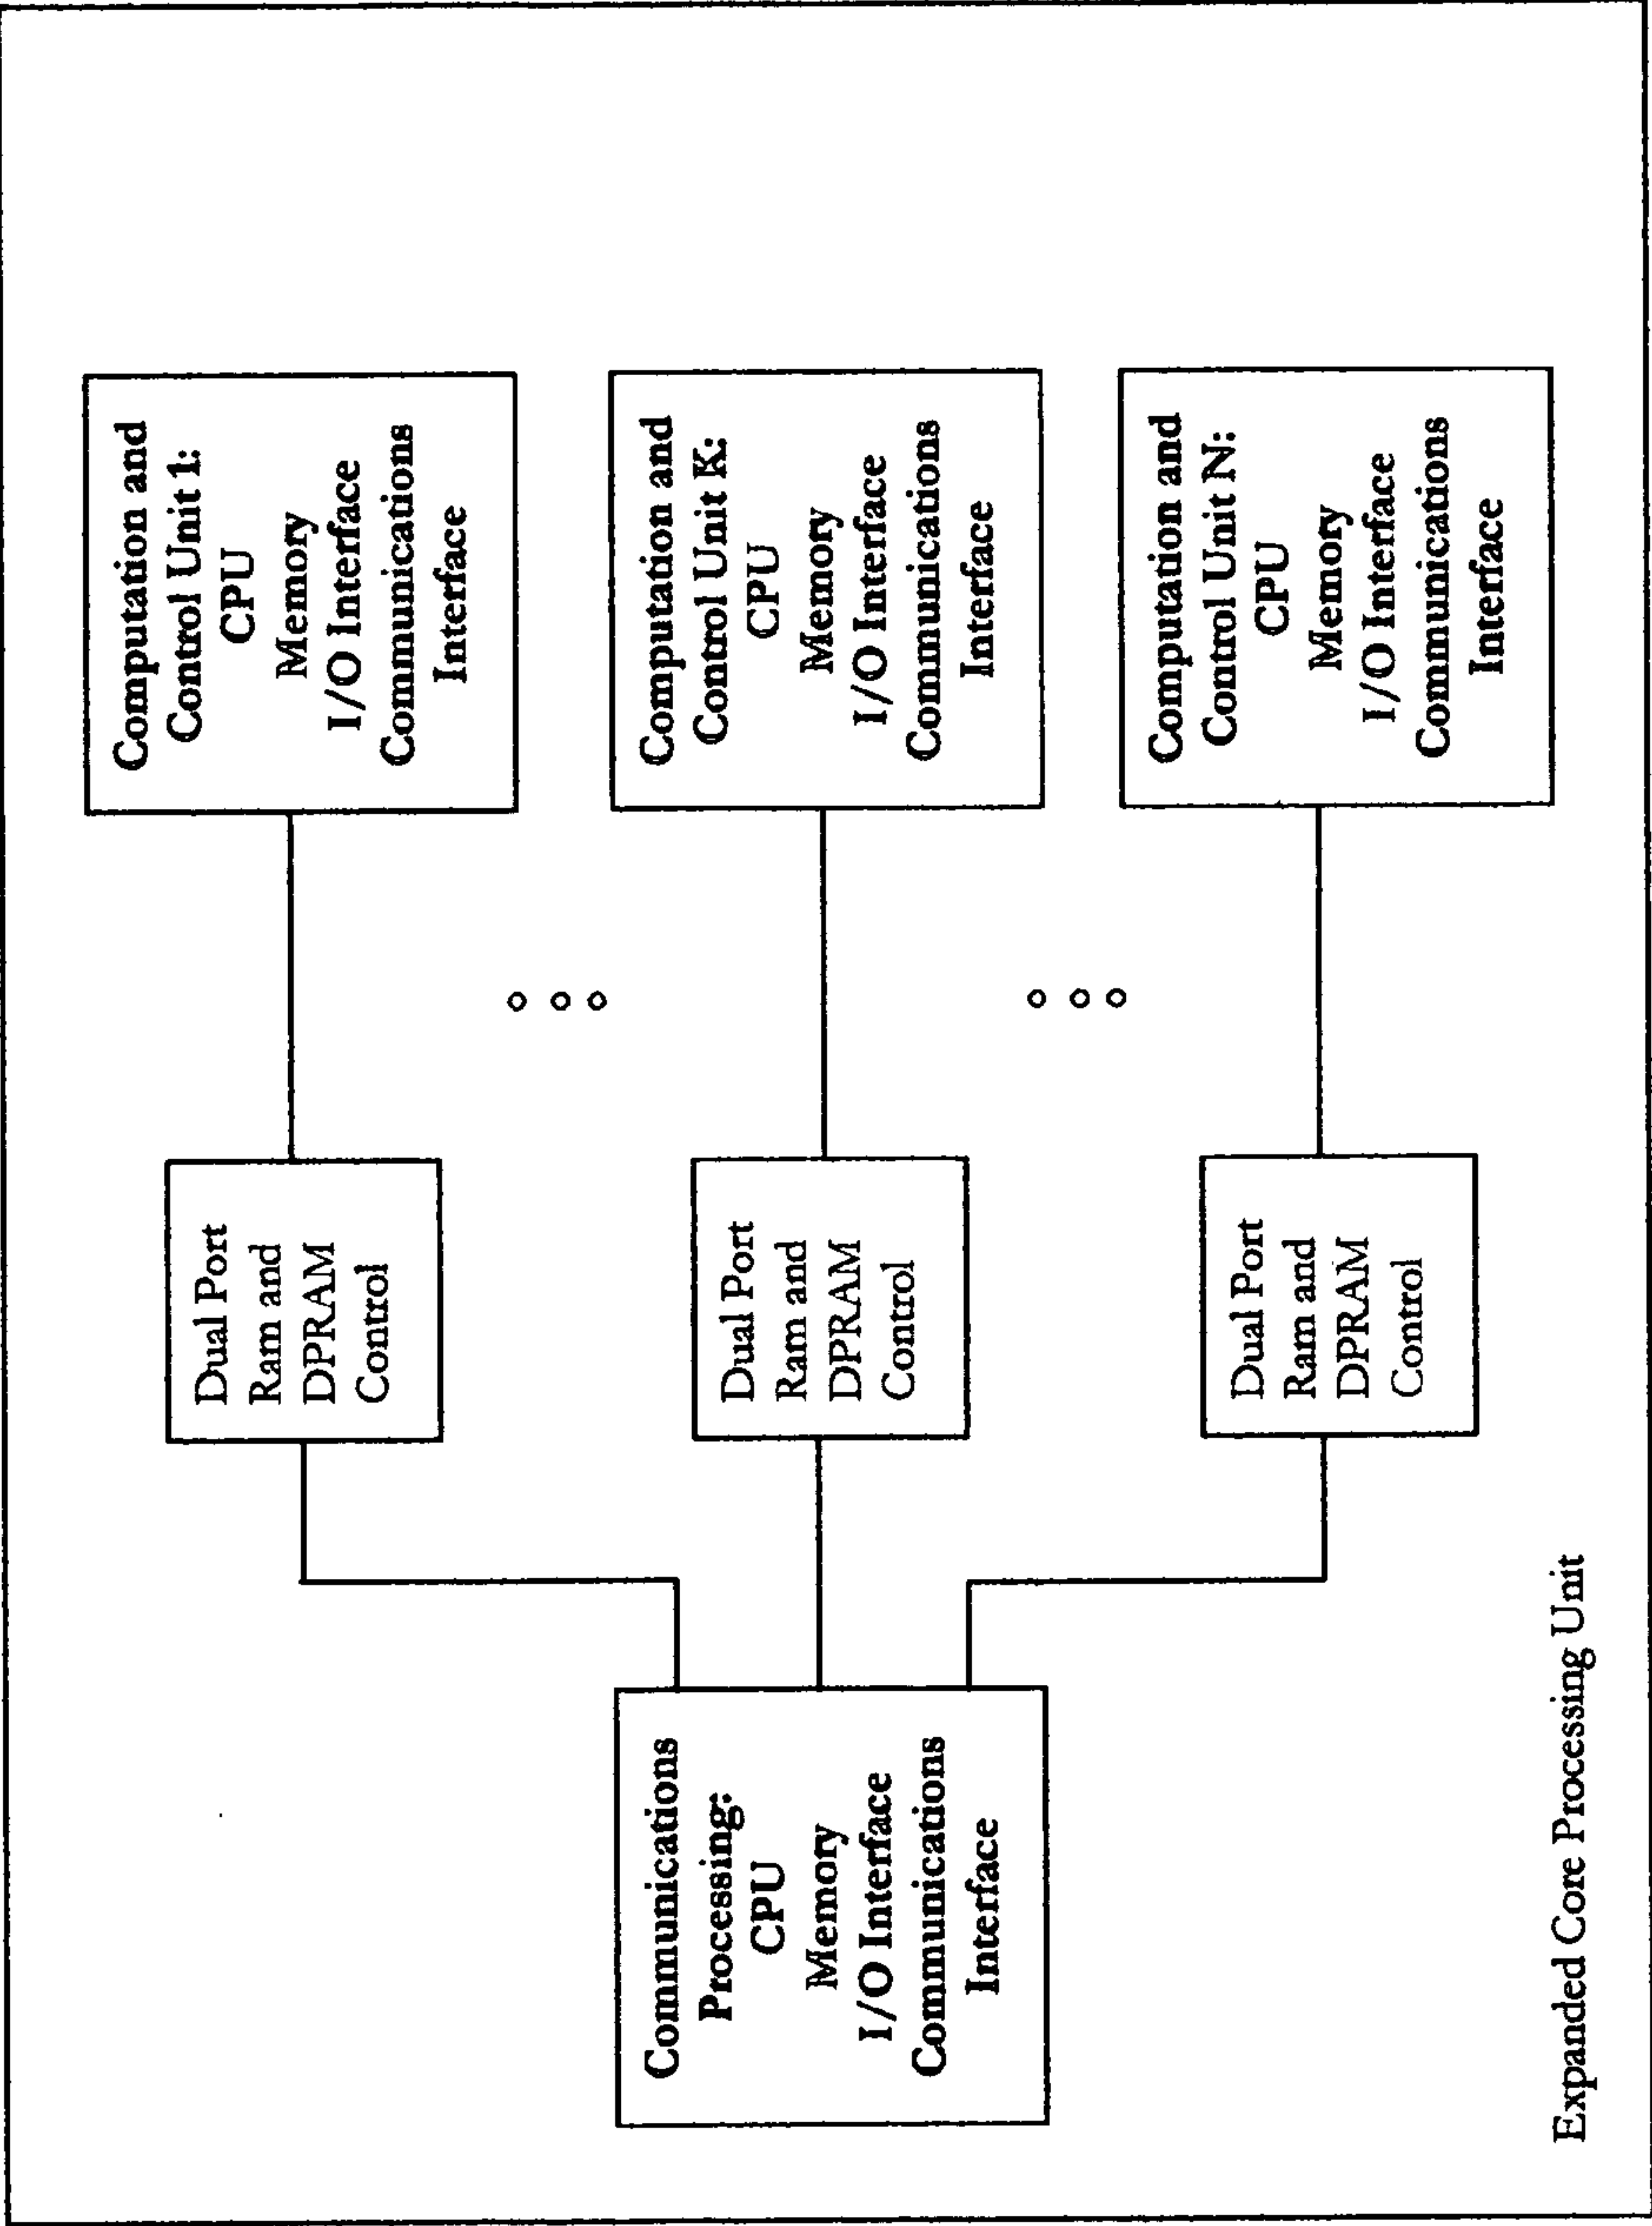 Communications
Processing:
CPU
Memory
I/O Interface
Communications
Interface
Dual Port
Ram and
DPRAM
Control
Computation and
Control Unit 1:
CPU
Memory
I/O Interface
Communications
Interface
Dual Port
Ram and
DPRAM
Control
Computation and
Control Unit K:
CPU
Memory
I/O Interface
Communications
Interface
Dual Port
Ram and
DPRAM
Control
Computation and
Control Unit N:
CPU
Memory
I/O Interface
Communications
Interface
Expanded Core Processing Unit